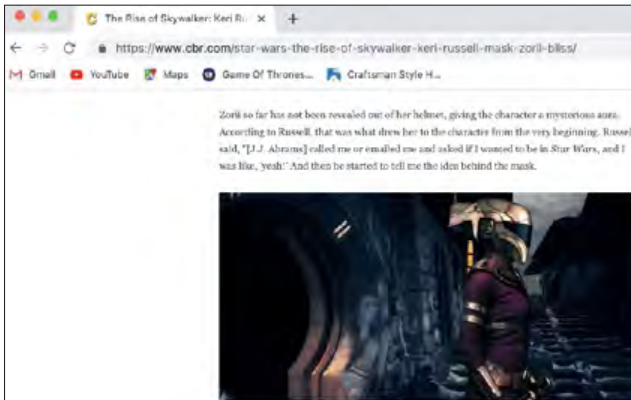 The Rise of Skywalker: Keri Ru
https://www.cbr.com/star-wars-the-rise-of-skywalker-keri-russell-mask-zorii-bliss/
Gmail YouTube Maps Game Of Thrones... Craftsman Style H...
Zorii so far has not been revealed out of her helmet, giving the character a mysterious aura.
According to Russell, that was what drew her to the character from the very beginning. Russel
said, "[J.J. Abrams] called me or emailed me and asked if I wanted to be in Star Wars, and I
was like, 'yeah!' And then he started to tell me the idea behind the mask.